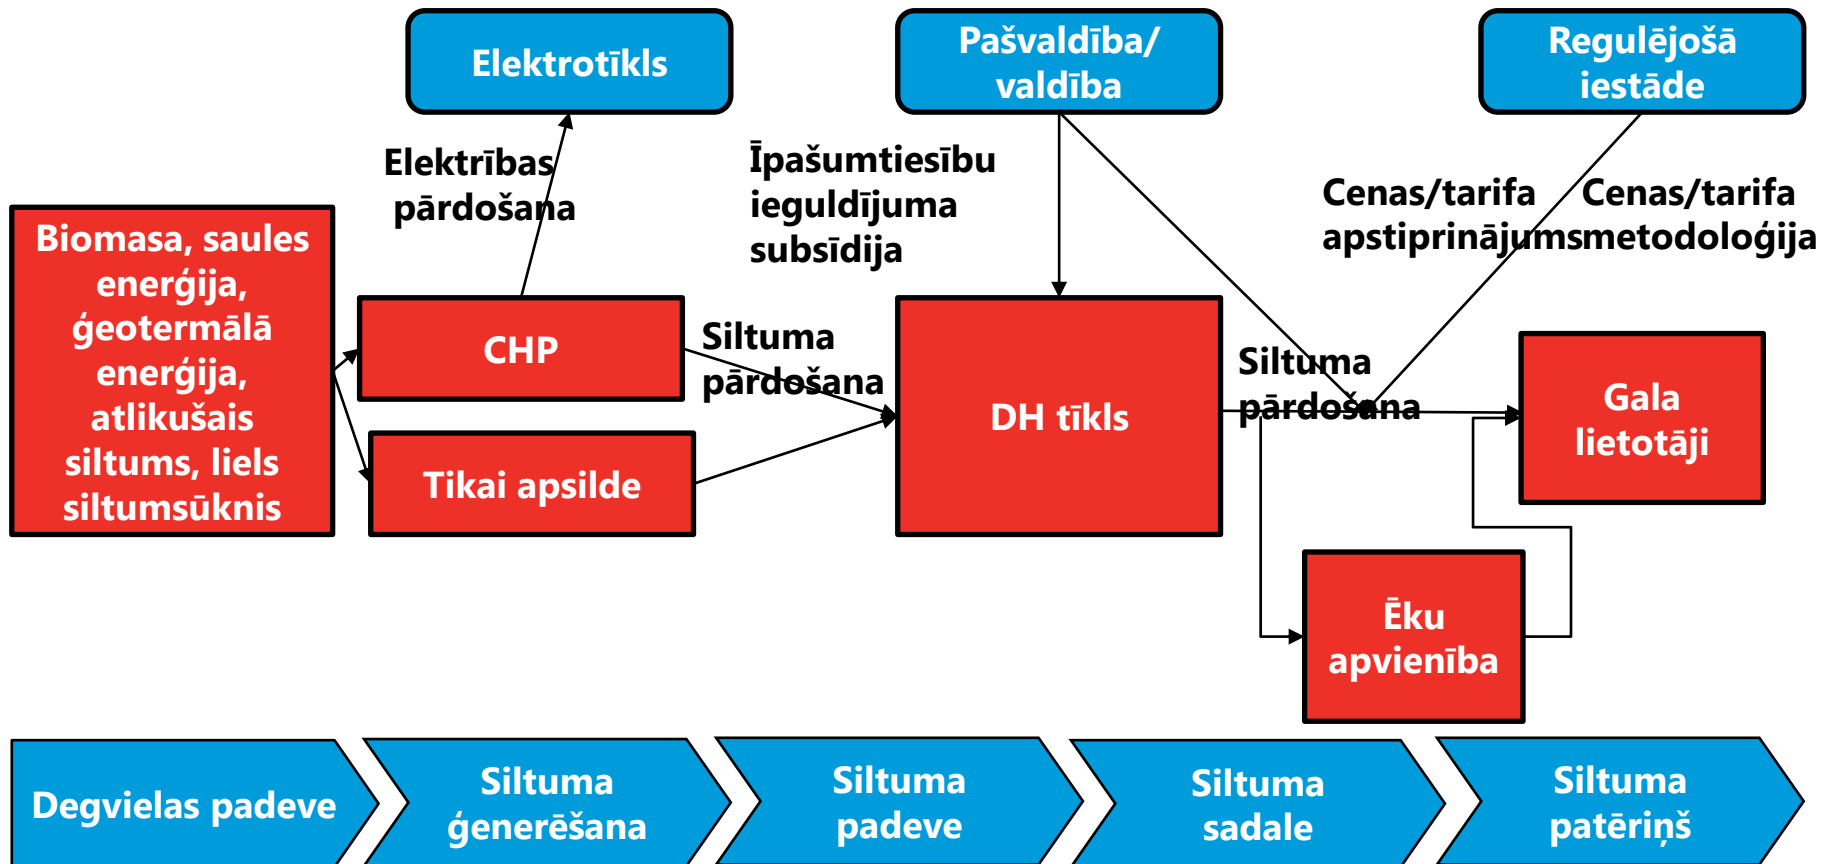 Elektrotīkls
Pašvaldība/
valdība
Regulējošā
iestāde
Elektrības
pārdošana
Īpašumtiesību
ieguldījuma
subsīdija
Cenas/tarifa
apstiprinājums
Cenas/tarifa
metodoloģija
Biomasa, saules
enerģija,
ģeotermālā
enerģija,
atlikušais
siltums, liels
siltumsūknis
CHP
Siltuma
pārdošana
Tikai apsilde
DH tīkls
Siltuma
pārdošana
Gala
lietotāji
Ēku
apvienība
Degvielas padeve
Siltuma
ģenerēšana
Siltuma
padeve
Siltuma
sadale
Siltuma
patēriņš